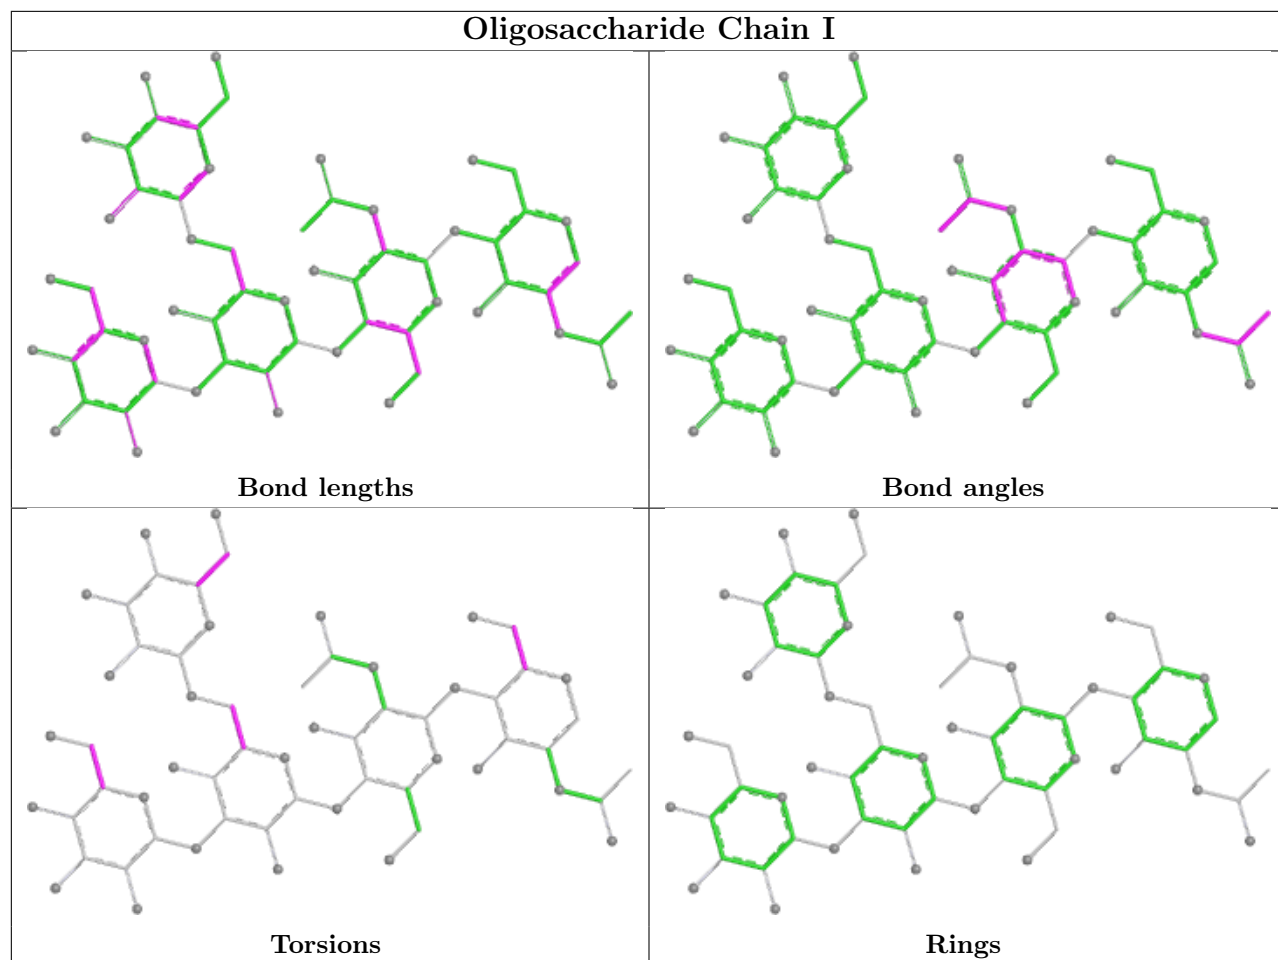 Oligosaccharide Chain I
Bond lengths
Bond angles
Torsions
Rings